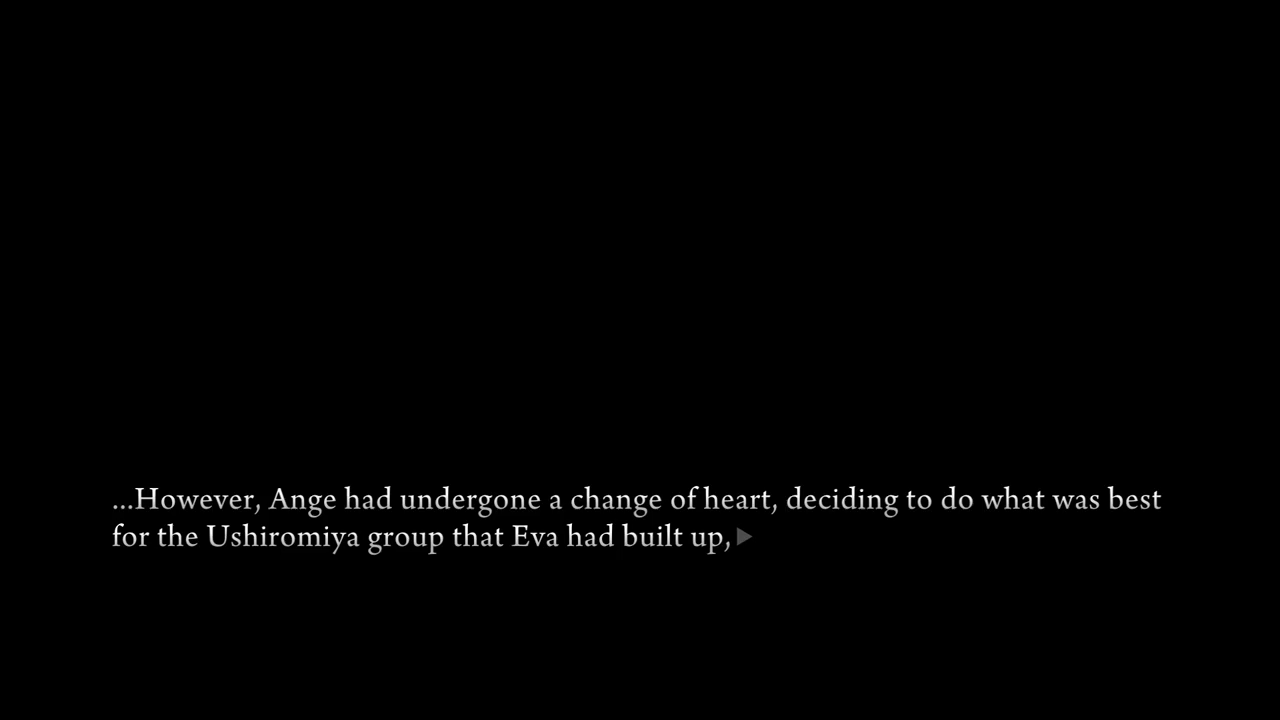 ...However, Ange had undergone a change of heart, deciding to do what was best
for the Ushiromiya group that Eva had built up,